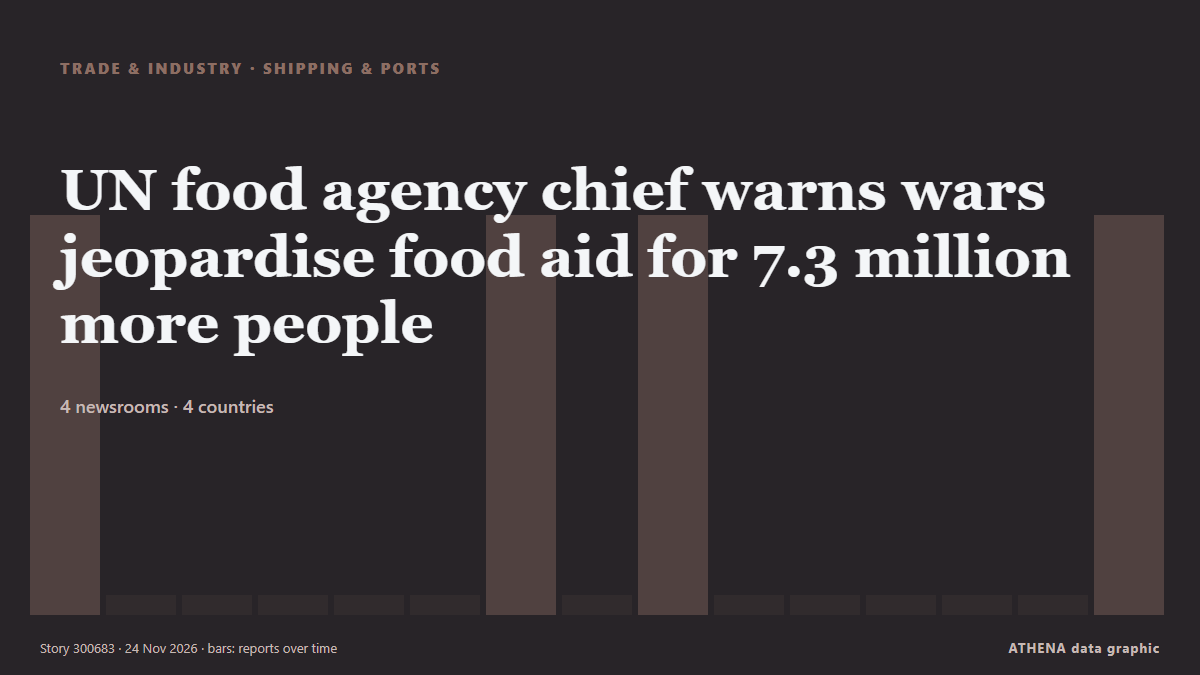 TRADE & INDUSTRY · SHIPPING & PORTS
UN food agency chief warns wars
jeopardise food aid for 7.3 million
more people
4 newsrooms · 4 countries
Story 300683 · 24 Nov 2026 · bars: reports over time
ATHENA data graphic